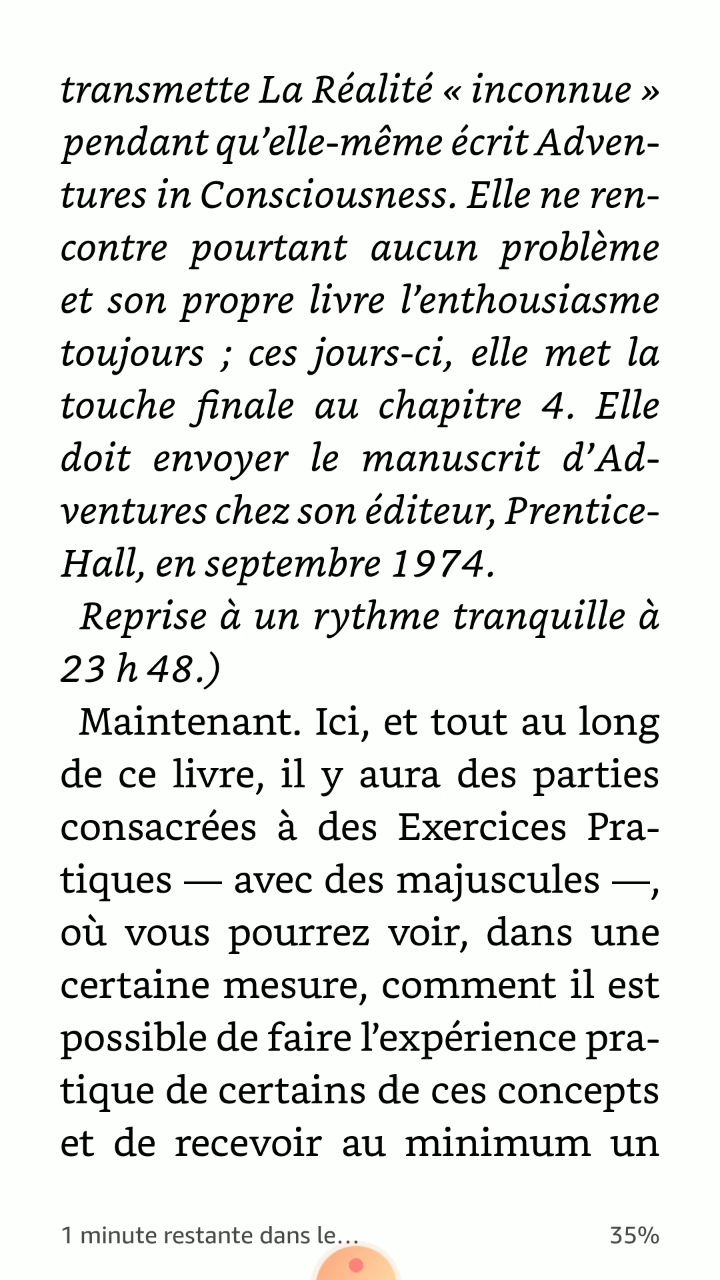 transmette La Réalité « inconnue »
pendant qu’elle-même écrit Adven-
tures in Consciousness. Elle ne ren-
contre pourtant aucun problème
et son propre livre l’enthousiasme
toujours ; ces jours-ci, elle met la
touche finale au chapitre 4. Elle
doit envoyer le manuscrit d’Ad-
ventures chez son éditeur, Prentice-
Hall, en septembre 1974.
Reprise à un rythme tranquille à
23 h 48.)
Maintenant. Ici, et tout au long
de ce livre, il y aura des parties
consacrées à des Exercices Pra-
tiques — avec des majuscules —,
où vous pourrez voir, dans une
certaine mesure, comment il est
possible de faire l’expérience pra-
tique de certains de ces concepts
et de recevoir au minimum un
1 minute restante dans le... 35%